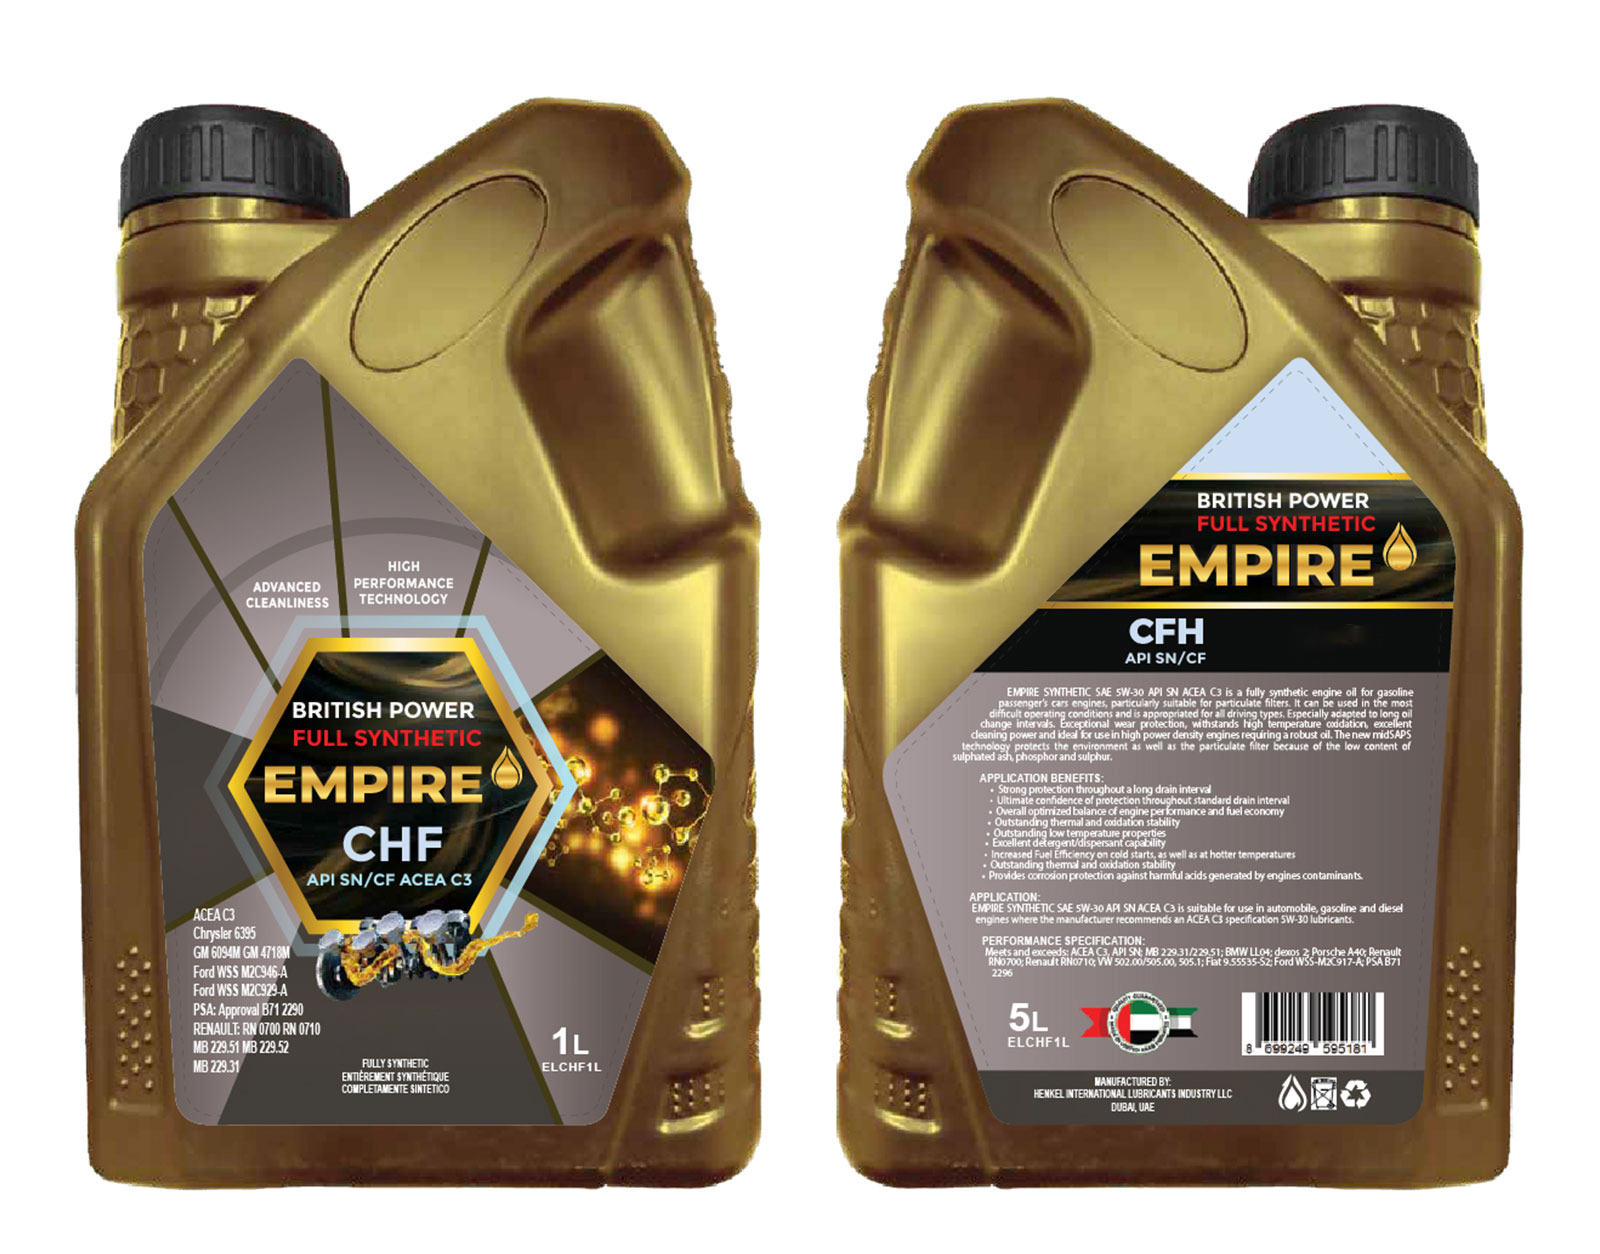 ADVANCED
CLEANLINESS
HIGH
PERFORMANCE
TECHNOLOGY
BRITISH POWER
FULL SYNTHETIC
EMPIRE
CHF
API SN/CF ACEA C3
ACEA C3
Chrysler 6395
GM 6094M GM 4718M
Ford WSS M2C946-A
Ford WSS M2C929-A
PSA: Approval B71 2290
RENAULT: RN 0700 RN 0710
MB 229.51 MB 229.52
MB 229.31
FULLY SYNTHETIC
ENTIÈREMENT SYNTHÉTIQUE
COMPLETAMENTE SINTETICO
1L
ELCHF1L
BRITISH POWER
FULL SYNTHETIC
EMPIRE
CFH
API SN/CF
EMPIRE SYNTHETIC SAE 5W-30 API SN ACEA C3 is a fully synthetic engine oil for gasoline
passenger's cars engines, particularly suitable for particulate filters. It can be used in the most
difficult operating conditions and is appropriated for all driving types. Especially adapted to long oil
change intervals. Exceptional wear protection, withstands high temperature oxidation, excellent
cleaning power and ideal for use in high power density engines requiring a robust oil. The new midSAPS
technology protects the environment as well as the particulate filter because of the low content of
sulphated ash, phosphor and sulphur.
APPLICATION BENEFITS:
• Strong protection throughout a long drain interval
• Ultimate confidence of protection throughout standard drain interval
• Overall optimized balance of engine performance and fuel economy
• Outstanding thermal and oxidation stability
• Outstanding low temperature properties
• Excellent detergent/dispersant capability
• Increased Fuel Efficiency on cold starts, as well as at hotter temperatures
• Outstanding thermal and oxidation stability
• Provides corrosion protection against harmful acids generated by engines contaminants.
APPLICATION:
EMPIRE SYNTHETIC SAE 5W-30 API SN ACEA C3 is suitable for use in automobile, gasoline and diesel
engines where the manufacturer recommends an ACEA C3 specification 5W-30 lubricants.
PERFORMANCE SPECIFICATION:
Meets and exceeds: ACEA C3, API SN; MB 229.31/229.51; BMW LL04; dexos 2; Porsche A40; Renault
RN0700; Renault RN0710; VW 502.00/505.00, 505.1; Fiat 9.55535-S2; Ford WSS-M2C917-A; PSA B71
2296
5L
ELCHF1L
8 699249 595181
MANUFACTURED BY:
HENKEL INTERNATIONAL LUBRICANTS INDUSTRY LLC
DUBAI, UAE